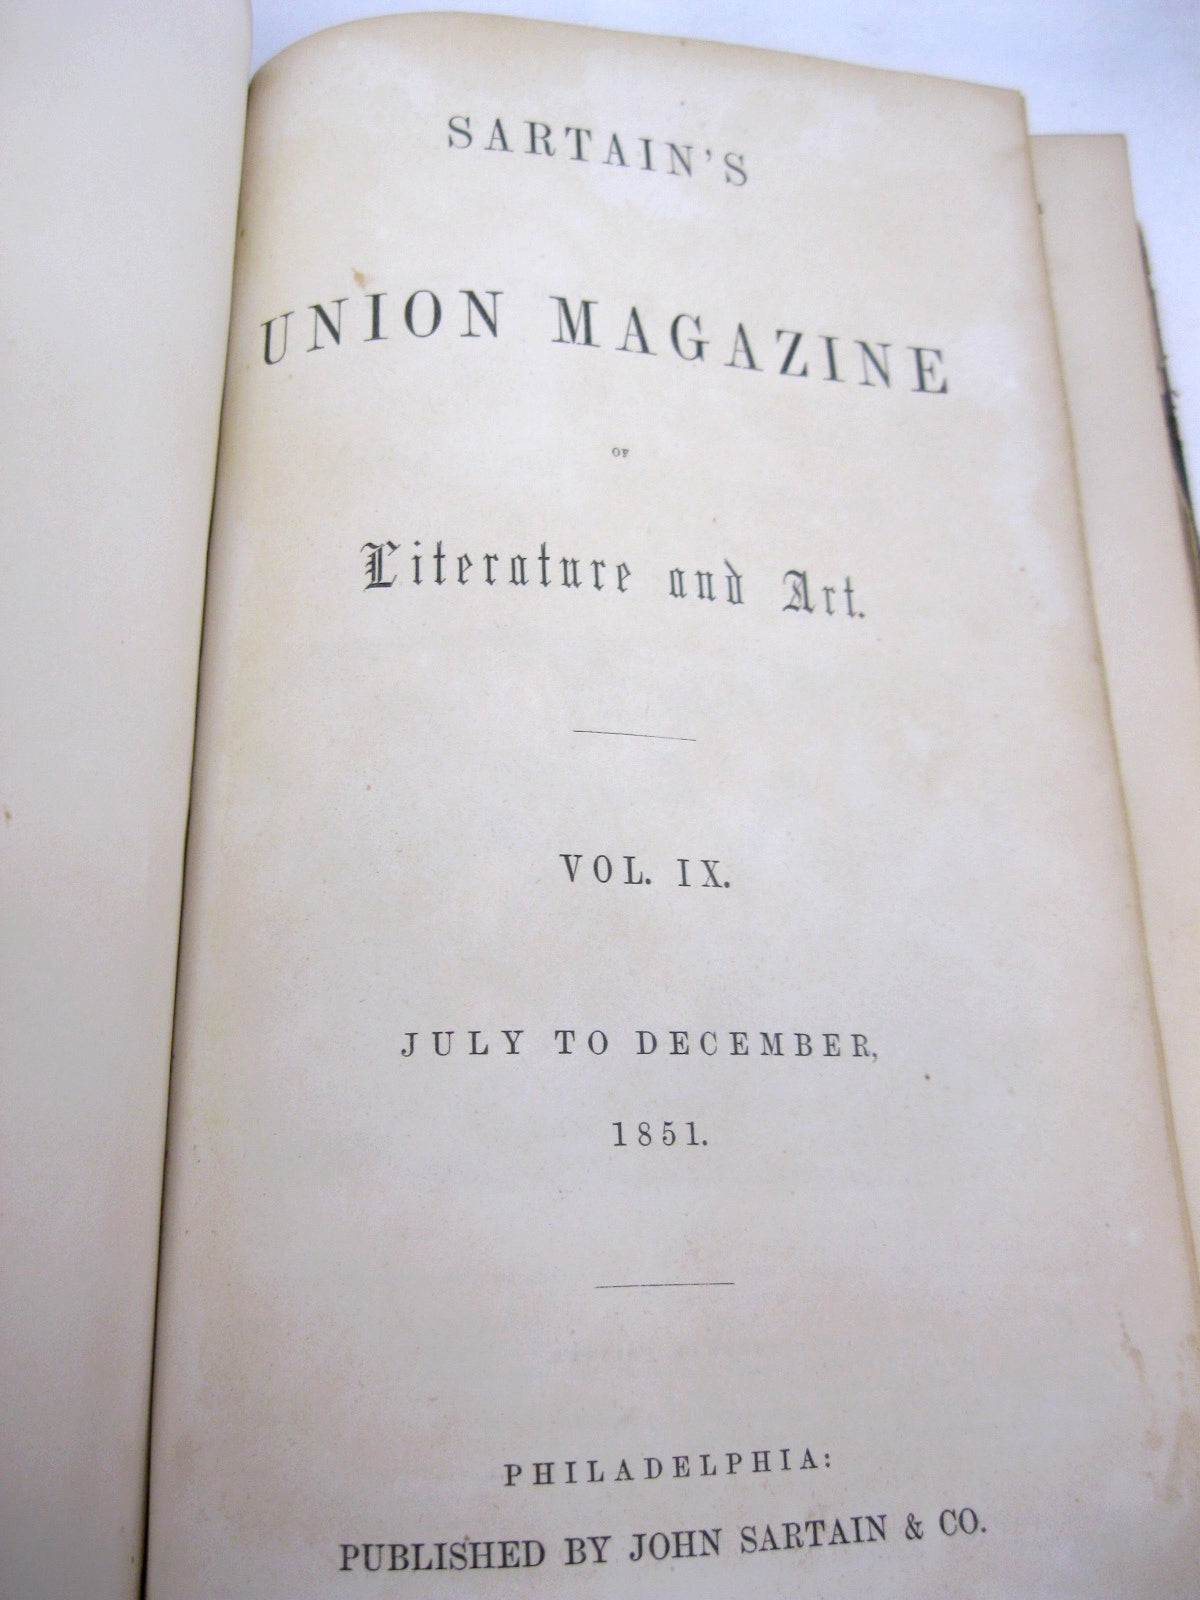 SARTAIN'S
UNION MAGAZINE
OF
Literature and Art.
VOL. IX.
JULY TO DECEMBER,
1851.
PHILADELPHIA:
PUBLISHED BY JOHN SARTAIN & CO.